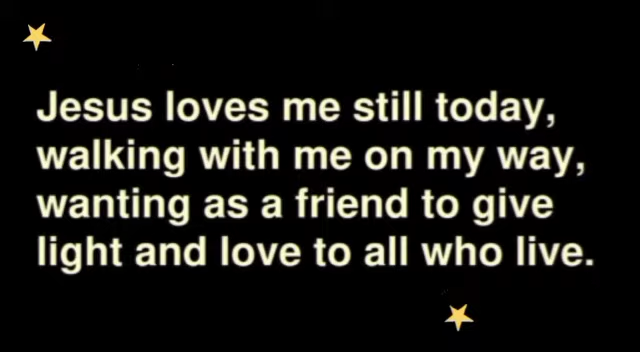 Jesus loves me still today,
walking with me on my way,
wanting as a friend to give
light and love to all who live.